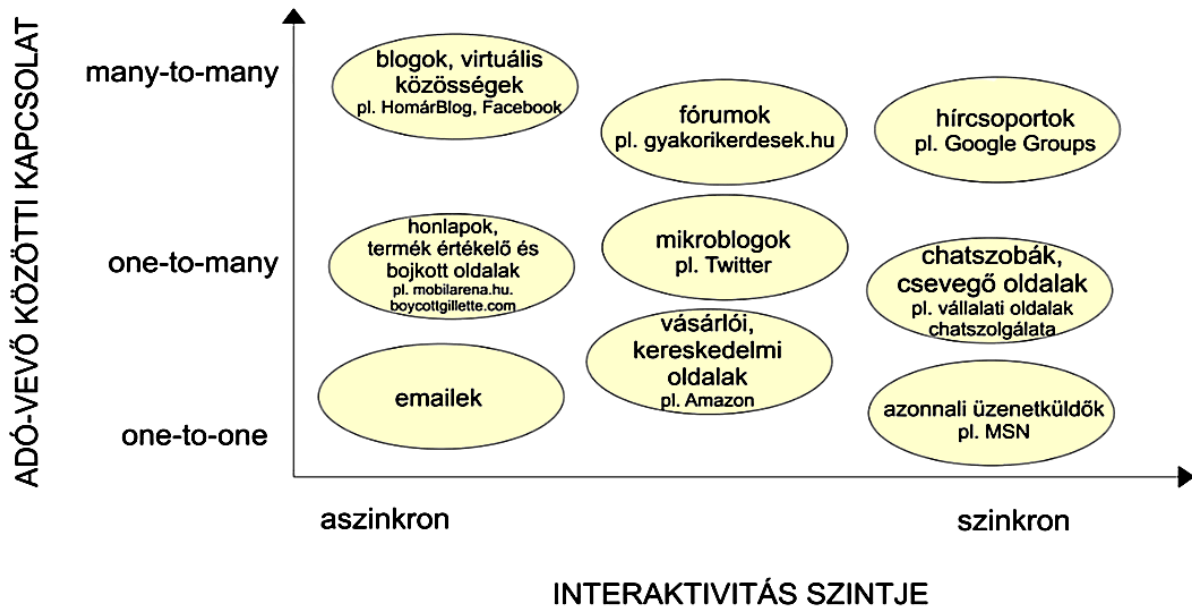 ADÓ-VEVŐ KÖZÖTTI KAPCSOLAT
many-to-many
one-to-many
one-to-one
blogok, virtuális
közösségek
pl. HomárBlog, Facebook
fórumok
pl. gyakorikerdesek.hu
hírcsoportok
pl. Google Groups
honlapok,
termék értékelő és
bojkott oldalak
pl. mobilarena.hu.
boycottgillette.com
mikroblogok
pl. Twitter
chatszobák,
csevegő oldalak
pl. vállalati oldalak
chatszolgálata
emailek
vásárlói,
kereskedelmi
oldalak
pl. Amazon
azonnali üzenetküldők
pl. MSN
aszinkron
szinkron
INTERAKTIVITÁS SZINTJE